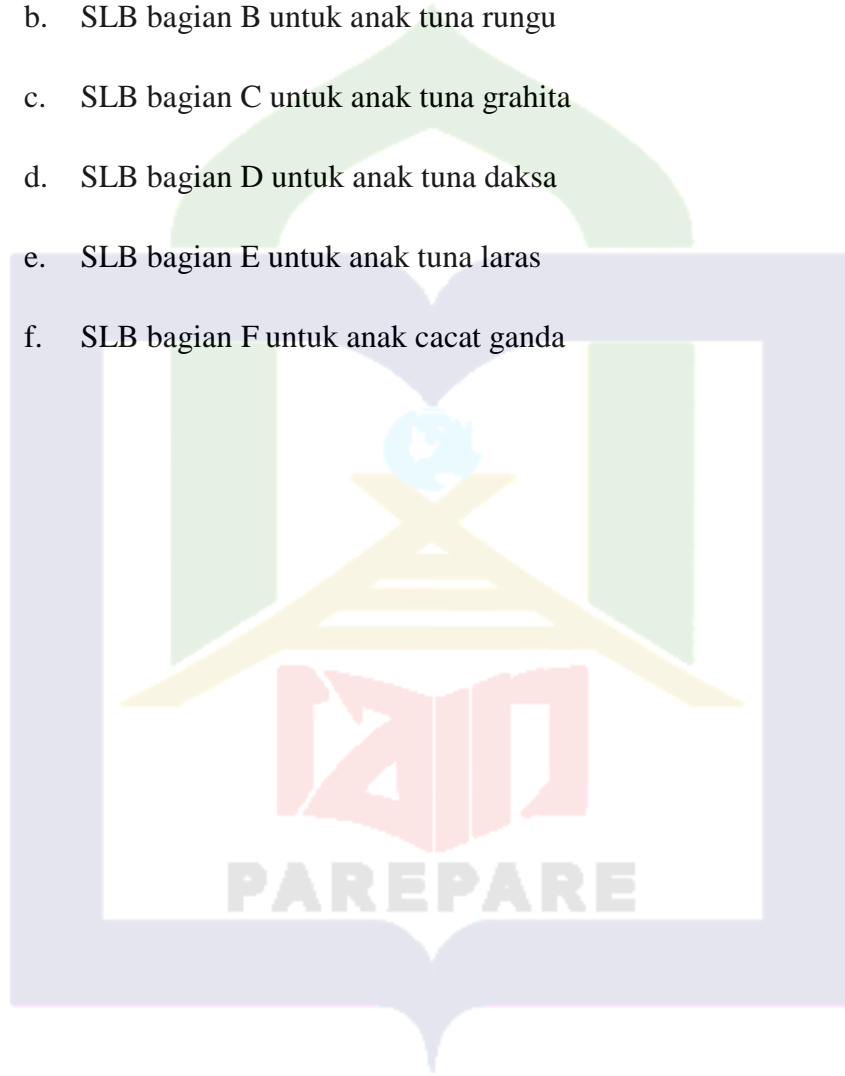 b. SLB bagian B untuk anak tuna rungu
c. SLB bagian C untuk anak tuna grahita
d. SLB bagian D untuk anak tuna daksa
e. SLB bagian E untuk anak tuna laras
f. SLB bagian F untuk anak cacat ganda
iain
PAREPARE